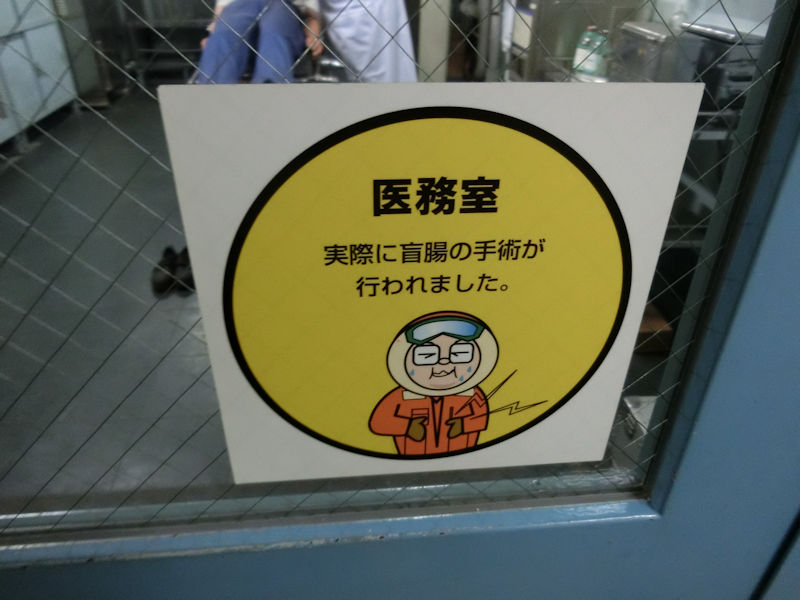 医務室
実際に盲腸の手術が
行われました。